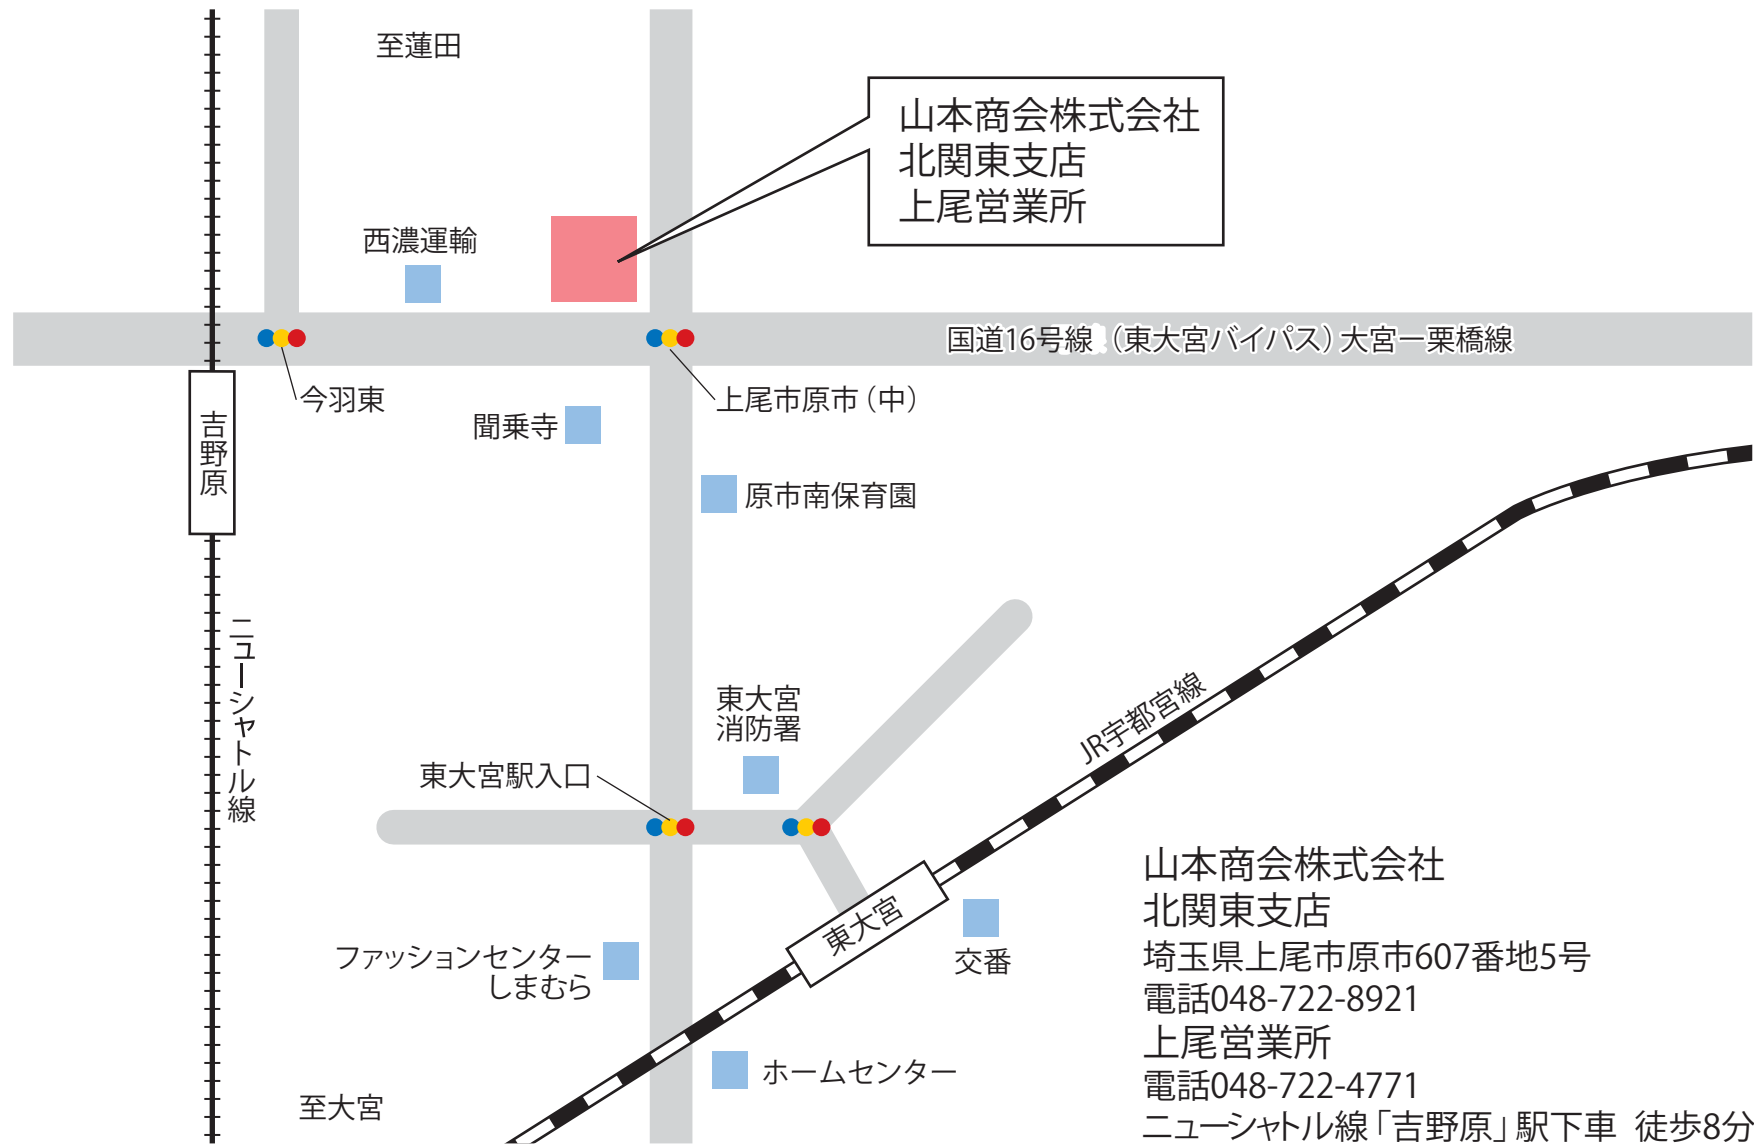 至蓮田
山本商会株式会社
北関東支店
上尾営業所
西濃運輸
国道16号線（東大宮バイパス）大宮ー栗橋線
今羽東
上尾市原市（中）
吉野原
聞乗寺
原市南保育園
ニューシャトル線
東大宮
消防署
JR宇都宮線
東大宮駅入口
東大宮
交番
ファッションセンター
しまむら
ホームセンター
至大宮
山本商会株式会社
北関東支店
埼玉県上尾市原市607番地5号
電話048-722-8921
上尾営業所
電話048-722-4771
ニューシャトル線「吉野原」駅下車 徒歩8分